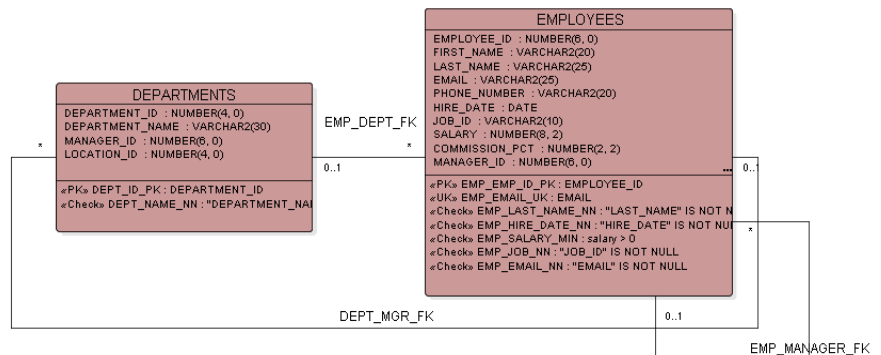 EMPLOYEES
EMPLOYEE_ID : NUMBER(6, 0)
FIRST_NAME : VARCHAR2(20)
LAST_NAME : VARCHAR2(25)
EMAIL : VARCHAR2(25)
PHONE_NUMBER : VARCHAR2(20)
HIRE_DATE : DATE
JOB_ID : VARCHAR2(10)
SALARY : NUMBER(8, 2)
COMMISSION_PCT : NUMBER(2, 2)
MANAGER_ID : NUMBER(6, 0)
...
«PK» EMP_EMP_ID_PK : EMPLOYEE_ID
«UK» EMP_EMAIL_UK : EMAIL
«Check» EMP_LAST_NAME_NN : "LAST_NAME" IS NOT N
«Check» EMP_HIRE_DATE_NN : "HIRE_DATE" IS NOT NU
«Check» EMP_SALARY_MIN : salary > 0
«Check» EMP_JOB_NN : "JOB_ID" IS NOT NULL
«Check» EMP_EMAIL_NN : "EMAIL" IS NOT NULL
DEPARTMENTS
DEPARTMENT_ID : NUMBER(4, 0)
DEPARTMENT_NAME : VARCHAR2(30)
MANAGER_ID : NUMBER(6, 0)
LOCATION_ID : NUMBER(4, 0)
«PK» DEPT_ID_PK : DEPARTMENT_ID
«Check» DEPT_NAME_NN : "DEPARTMENT_NA
EMP_DEPT_FK
*
*
0..1
0..1
*
DEPT_MGR_FK
0..1
EMP_MANAGER_FK